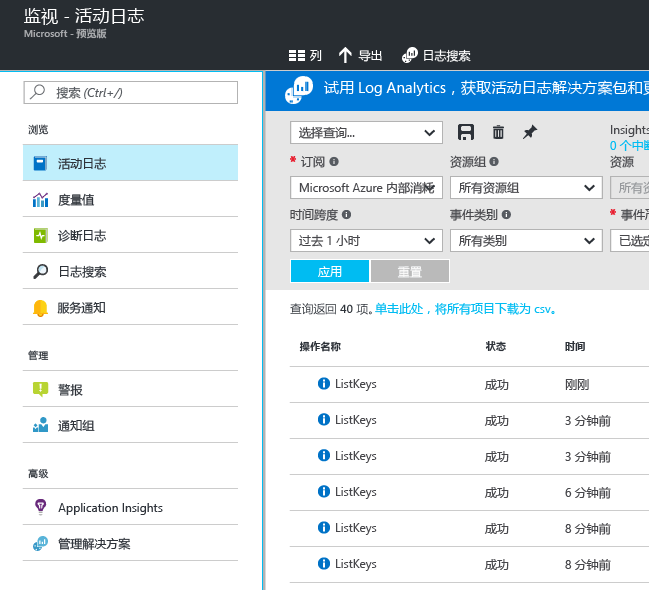 监视 - 活动日志
Microsoft - 预览版
列 导出 日志搜索
搜索 (Ctrl+/)
浏览
活动日志
度量值
诊断日志
日志搜索
服务通知
管理
警报
通知组
高级
Application Insights
管理解决方案
试用 Log Analytics，获取活动日志解决方案包和更
选择查询...
Insights
0 个中断
* 订阅 资源组 资源
Microsoft Azure 内部消耗 所有资源组 所有资
时间跨度 事件类别 * 事件严
过去 1 小时 所有类别 已选定
应用 重置
查询返回 40 项。单击此处，将所有项目下载为 csv。
操作名称 状态 时间
ListKeys 成功 刚刚
ListKeys 成功 3 分钟前
ListKeys 成功 3 分钟前
ListKeys 成功 6 分钟前
ListKeys 成功 8 分钟前
ListKeys 成功 8 分钟前